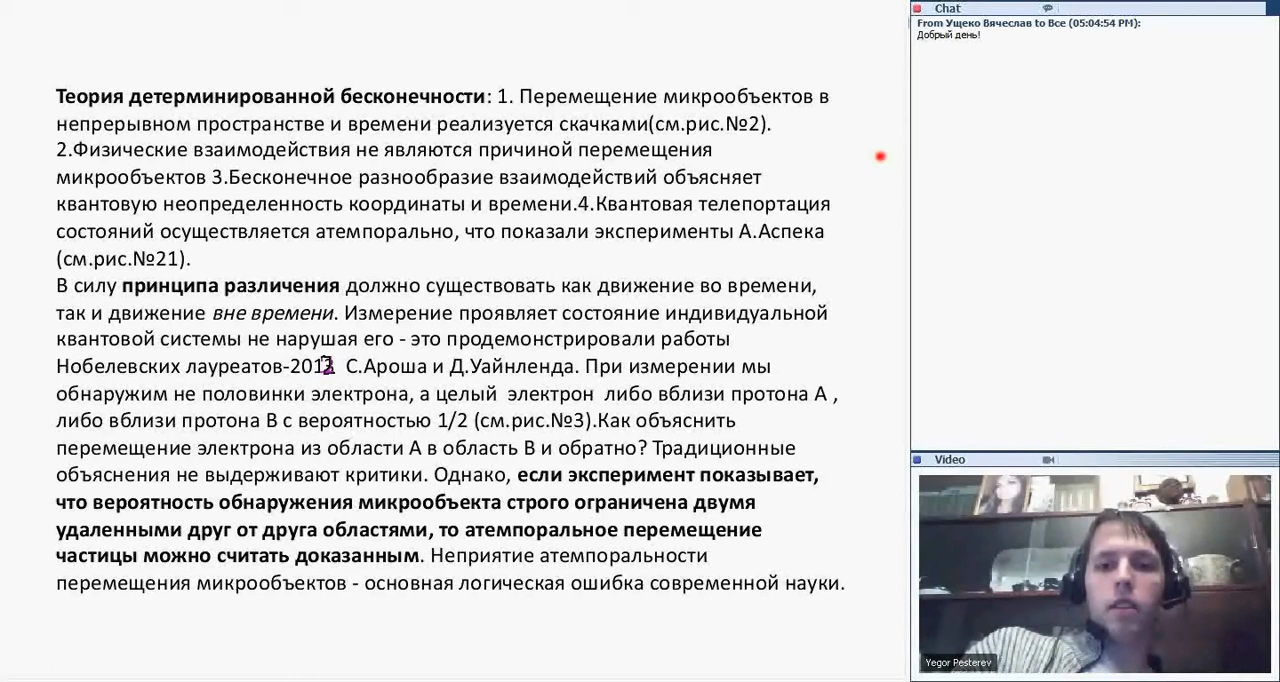 Теория детерминированной бесконечности: 1. Перемещение микрообъектов в
непрерывном пространстве и времени реализуется скачками(см.рис.№2).
2.Физические взаимодействия не являются причиной перемещения
микрообъектов 3.Бесконечное разнообразие взаимодействий объясняет
квантовую неопределенность координаты и времени.4.Квантовая телепортация
состояний осуществляется атемпорально, что показали эксперименты А.Аспека
(см.рис.№21).
В силу принципа различения должно существовать как движение во времени,
так и движение вне времени. Измерение проявляет состояние индивидуальной
квантовой системы не нарушая его - это продемонстрировали работы
Нобелевских лауреатов-2012 С.Ароша и Д.Уайнленда. При измерении мы
обнаружим не половинки электрона, а целый электрон либо вблизи протона А ,
либо вблизи протона В с вероятностью 1/2 (см.рис.№3).Как объяснить
перемещение электрона из области А в область В и обратно? Традиционные
объяснения не выдерживают критики. Однако, если эксперимент показывает,
что вероятность обнаружения микрообъекта строго ограничена двумя
удаленными друг от друга областями, то атемпоральное перемещение
частицы можно считать доказанным. Неприятие атемпоральности
перемещения микрообъектов - основная логическая ошибка современной науки.
Chat
From Ущеко Вячеслав to Все (05:04:54 PM):
Добрый день!
Video
Yegor Pesterev